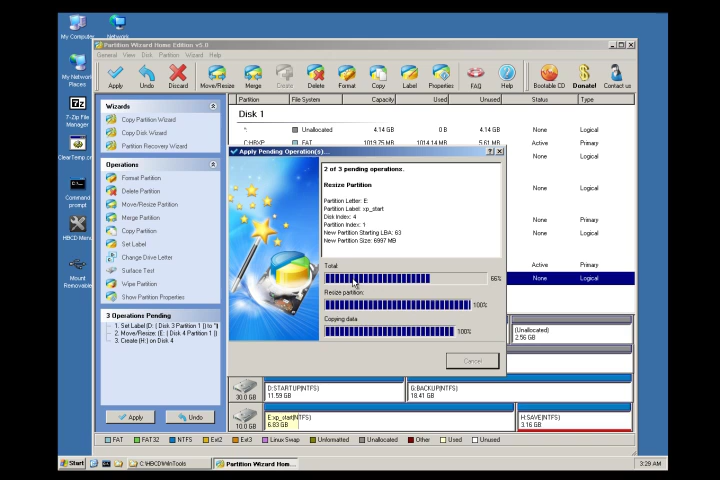 My Computer
Network
Partition Wizard Home Edition v5.0
General View Disk Partition Wizard Help
Apply Undo Discard Move/Resize Merge Create Delete Format Copy Label Properties FAQ Help Bootable CD Donate! Contact us
My Network Places
7-Zip File Manager
ClearTemp.cm
Command prompt
HBCD Menu
Mount Removable
Wizards
Copy Partition Wizard
Copy Disk Wizard
Partition Recovery Wizard
Operations
Format Partition
Delete Partition
Move/Resize Partition
Merge Partition
Copy Partition
Set Label
Change Drive Letter
Surface Test
Wipe Partition
Show Partition Properties
3 Operations Pending
1. Set Label (D: ( Disk 3 Partition 1 )) to "I
2. Move/Resize: (E: ( Disk 4 Partition 1 ))
3. Create (H:) on Disk 4
Apply Undo
Partition File System Capacity Used Unused Status Type
Disk 1
*: Unallocated 4.14 GB 0 B 4.14 GB None Logical
C:HBXP FAT 1019.75 MB 1014.14 MB 5.61 MB Active Primary
None Logical
None Logical
None Primary
None Logical
Active Primary
None Logical
Apply Pending Operation(s)...
2 of 3 pending operations.
Resize Partition
Partition Letter: E
Partition Label: xp_start
Disk Index: 4
Partition Index: 1
New Partition Starting LBA: 63
New Partition Size: 6997 MB
Total:
66%
Resize partition:
100%
Copying data
100%
Cancel
(Unallocated)
2.56 GB
30.0 GB
D:STARTUP(NTFS)
11.59 GB
G:BACKUP(NTFS)
18.41 GB
10.0 GB
E:xp_start(NTFS)
6.83 GB
H:SAVE(NTFS)
3.16 GB
FAT FAT32 NTFS Ext2 Ext3 Linux Swap Unformatted Unallocated Other Used Unused
Start C:\HBCD\WinTools Partition Wizard Hom... 3:29 AM